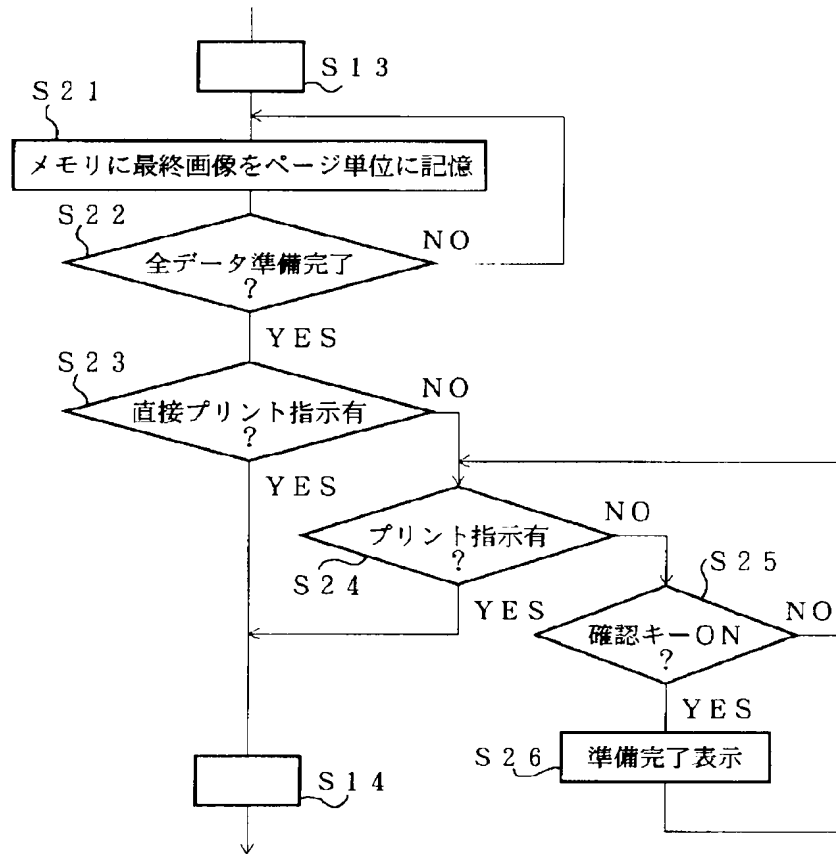 S13
S21
メモリに最終画像をページ単位に記憶
S22
全データ準備完了
?
NO
YES
S23
直接プリント指示有
?
NO
YES
プリント指示有
?
NO
S24
YES
S25
確認キーON
?
NO
YES
S26
準備完了表示
S14